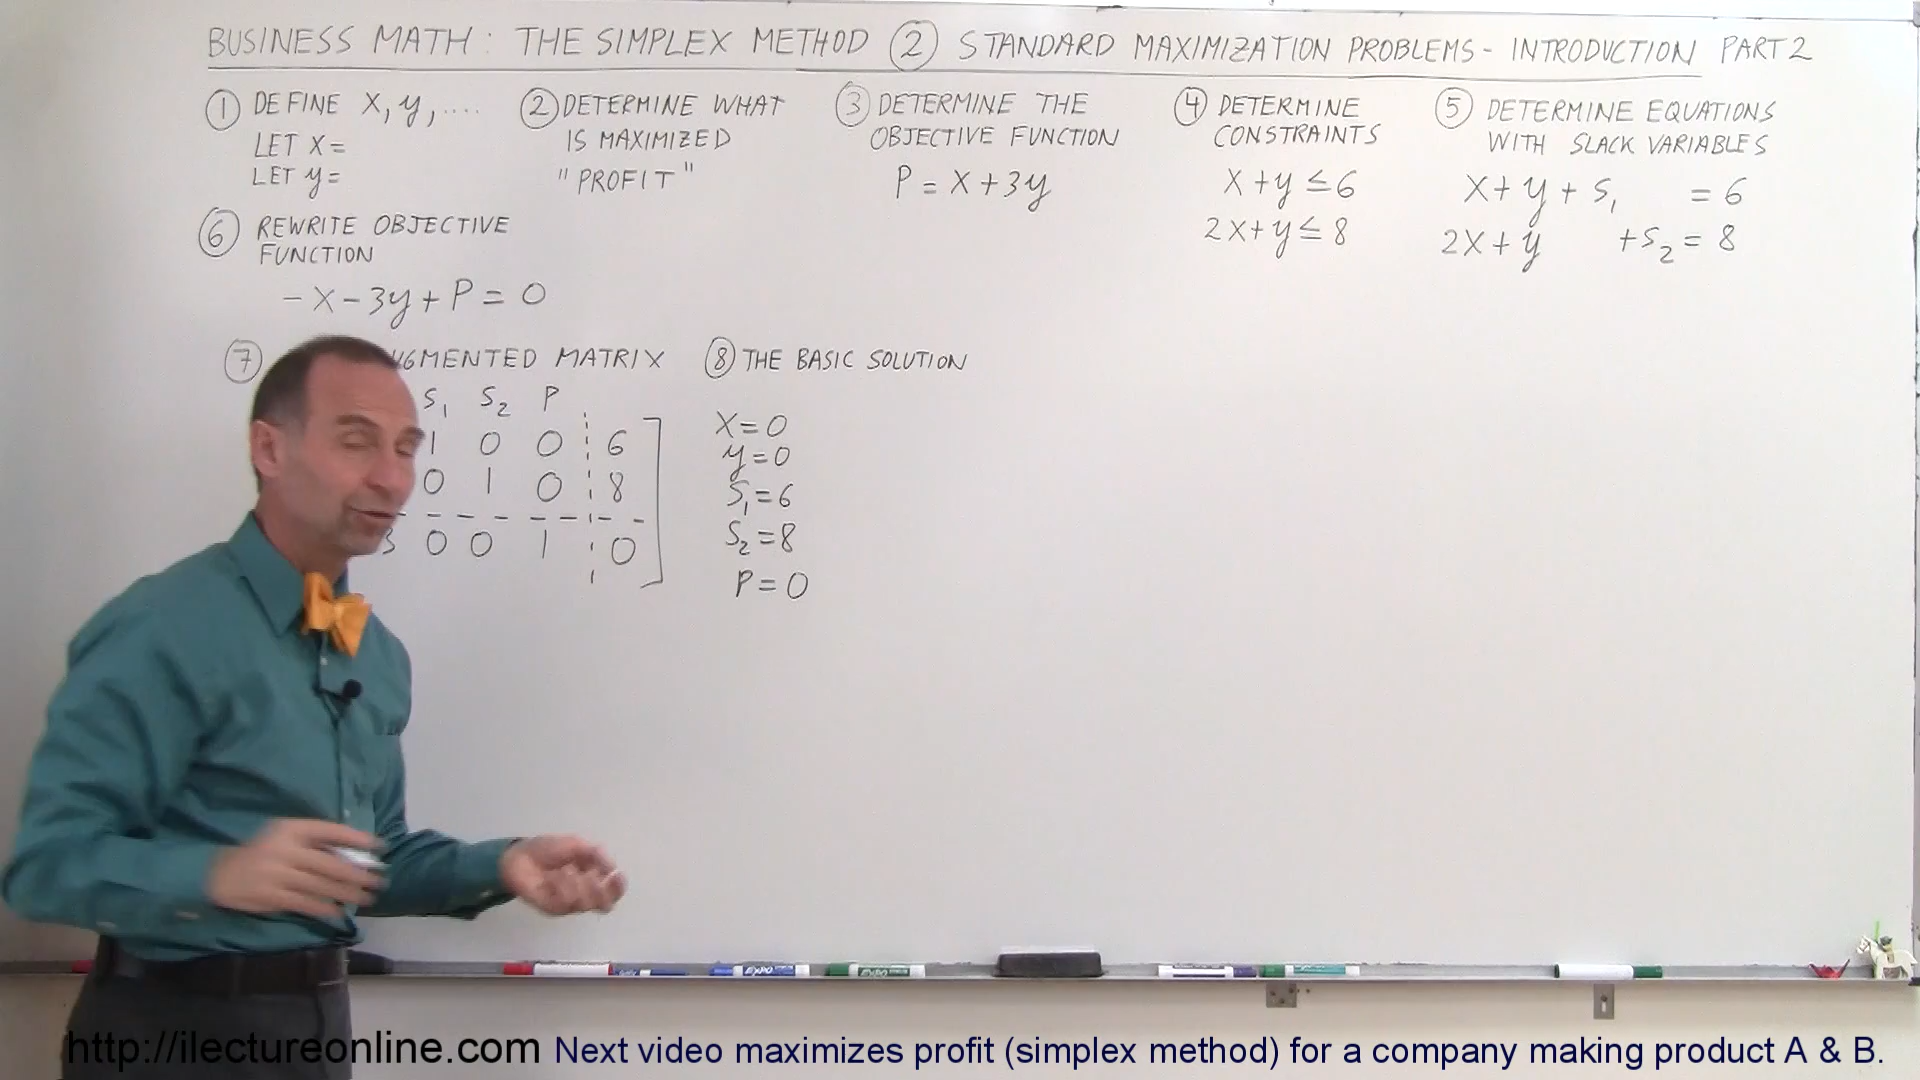 BUSINESS MATH: THE SIMPLEX METHOD ② STANDARD MAXIMIZATION PROBLEMS - INTRODUCTION PART 2
① DEFINE X, y, ....
LET X =
LET y =
② DETERMINE WHAT
IS MAXIMIZED
"PROFIT"
③ DETERMINE THE
OBJECTIVE FUNCTION
P = X + 3y
④ DETERMINE
CONSTRAINTS
X + y ≤ 6
2X + y ≤ 8
⑤ DETERMINE EQUATIONS
WITH SLACK VARIABLES
X + y + S₁ = 6
2X + y + S₂ = 8
⑥ REWRITE OBJECTIVE
FUNCTION
- X - 3y + P = 0
⑦ MATRIX
S₁ S₂ P
1 0 0 6
0 1 0 8
3 0 0 1 0
⑧ THE BASIC SOLUTION
X = 0
y = 0
S₁ = 6
S₂ = 8
P = 0
EXPO
EXPO
http://ilectureonline.com Next video maximizes profit (simplex method) for a company making product A & B.